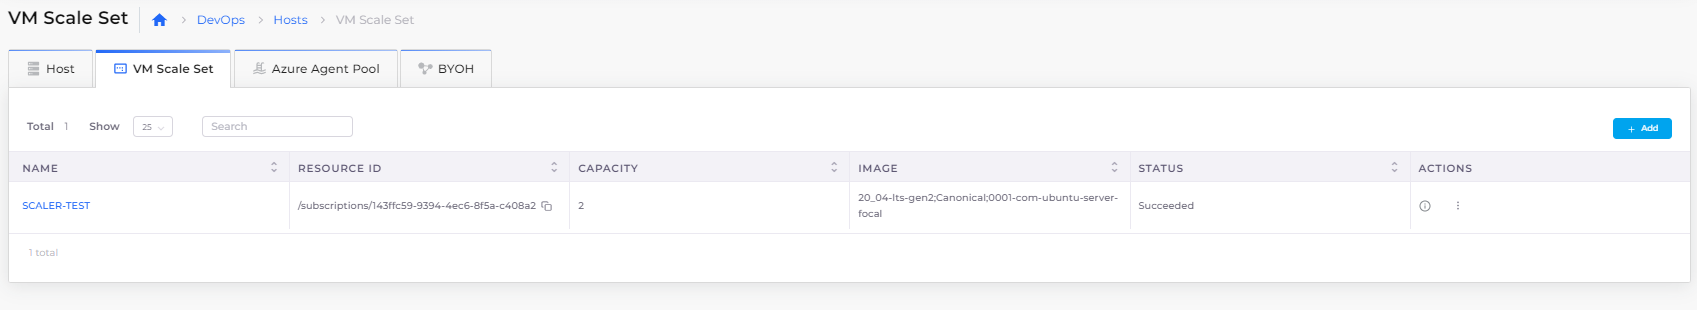 VM Scale Set
DevOps
Hosts
VM Scale Set
Host
VM Scale Set
Azure Agent Pool
BYOH
Total 1
Show
25
Search
+ Add
NAME
RESOURCE ID
CAPACITY
IMAGE
STATUS
ACTIONS
SCALER-TEST
/subscriptions/143ffc59-9394-4ec6-8f5a-c408a2
2
20_04-lts-gen2;Canonical;0001-com-ubuntu-server-
focal
Succeeded
1 total